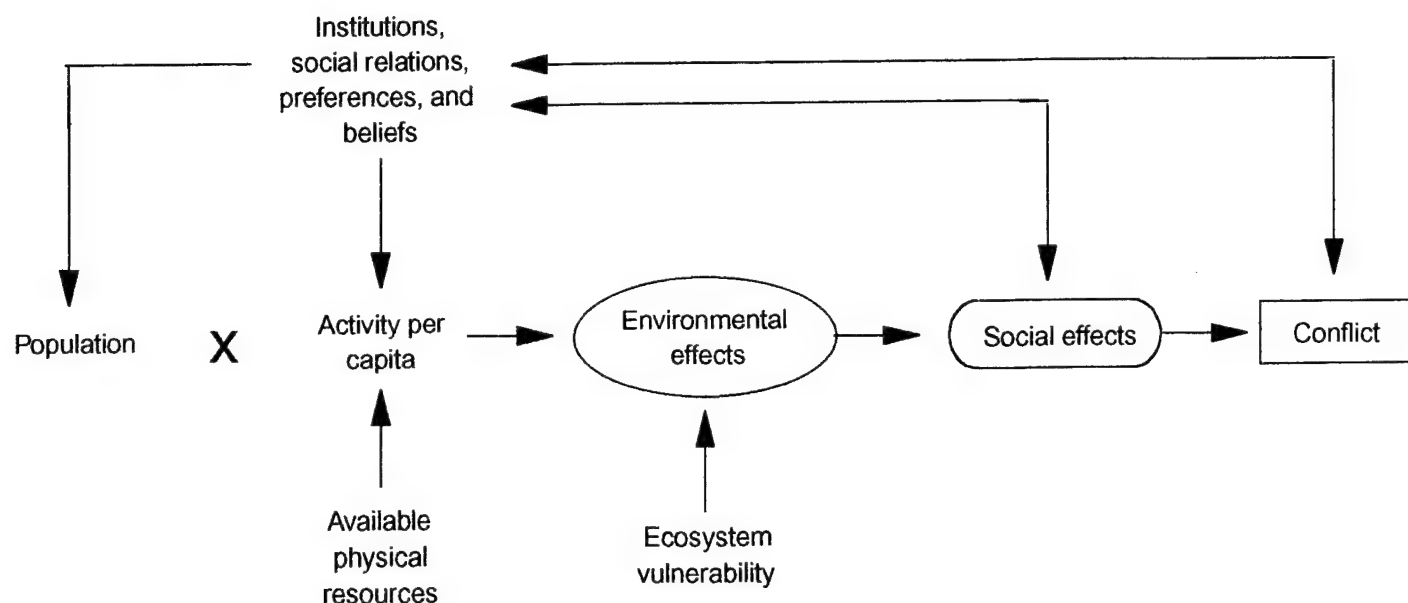 Institutions,
social relations,
preferences, and
beliefs
Population
X
Activity per
capita
Environmental
effects
Social effects
Conflict
Available
physical
resources
Ecosystem
vulnerability